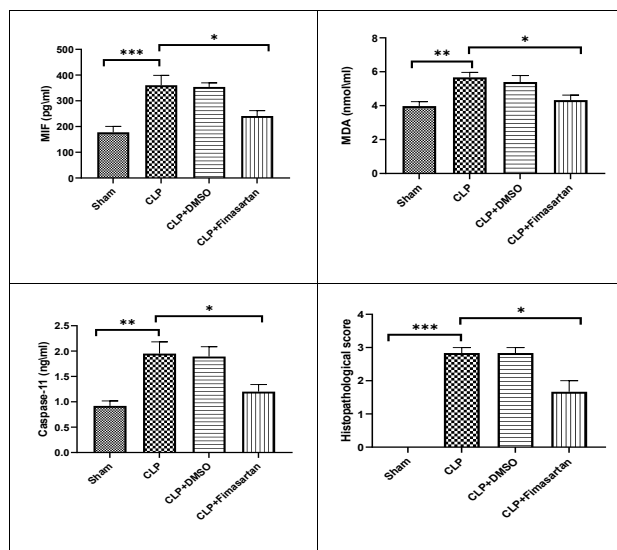 MIF (pg\ml)
500
400
300
200
100
0
***
*
Sham
CLP
CLP+DMSO
CLP+Fimasartan
MDA (nmol\ml)
8
6
4
2
0
**
*
Sham
CLP
CLP+DMSO
CLP+Fimasartan
Caspase-11 (ng\ml)
2.5
2.0
1.5
1.0
0.5
0.0
**
*
Sham
CLP
CLP+DMSO
CLP+Fimasartan
Histopathological score
4
3
2
1
0
***
*
Sham
CLP
CLP+DMSO
CLP+Fimasartan